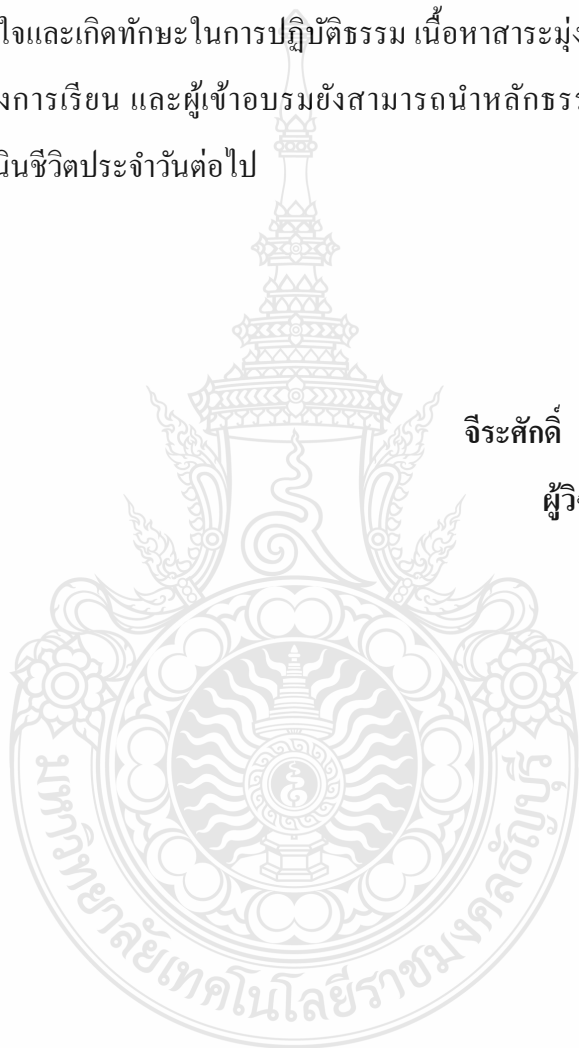 ใจและเกิดทักษะในการปฏิบัติธรรม เนื้อหาสาระมุ่ง
งการเรียน และผู้เข้าอบรมยังสามารถนำหลักธรร
นินชีวิตประจำวันต่อไป
จีระศักดิ์
ผู้วิ
มหาวิทยาลัยเทคโนโลยีราชมงคลธัญบุรี